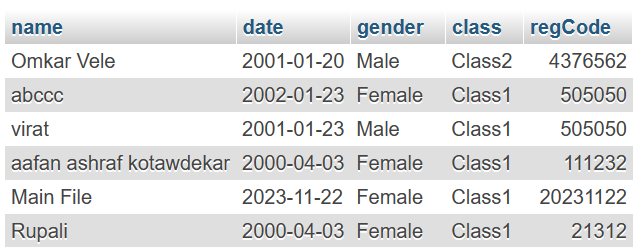 name date gender class regCode
Omkar Vele 2001-01-20 Male Class2 4376562
abccc 2002-01-23 Female Class1 505050
virat 2001-01-23 Male Class1 505050
aafan ashraf kotawdekar 2000-04-03 Female Class1 111232
Main File 2023-11-22 Female Class1 20231122
Rupali 2000-04-03 Female Class1 21312